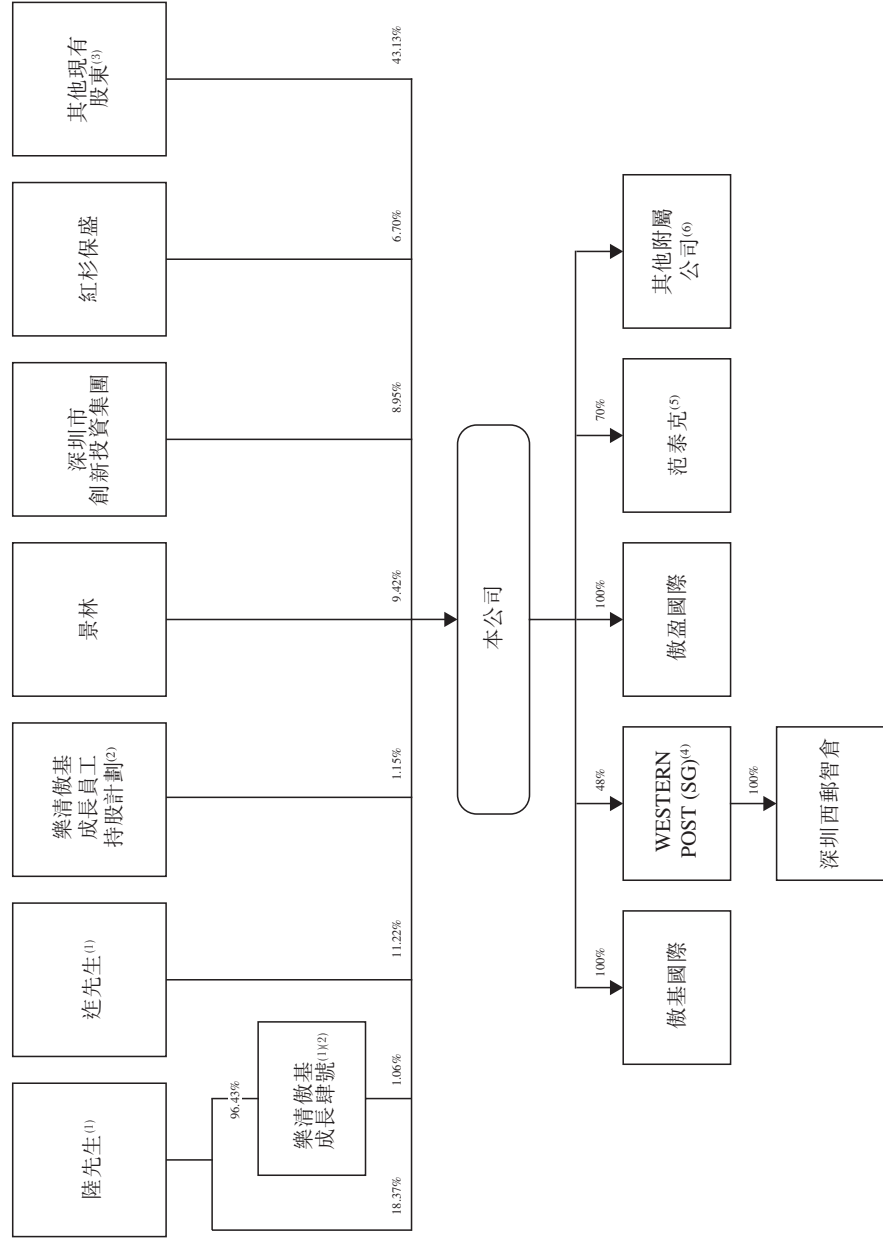 陸先生(1)
迮先生(1)
樂清傲基
成長員工
持股計劃(2)
景林
深圳市
創新投資集團
紅杉保盛
其他現有
股東(3)
96.43%
樂清傲基
成長肆號(1)(2)
18.37%
1.06%
11.22%
1.15%
9.42%
8.95%
6.70%
43.13%
本公司
100%
48%
100%
70%
傲基國際
WESTERN
POST (SG)(4)
傲盈國際
范泰克(5)
其他附屬
公司(6)
100%
深圳西郵智倉